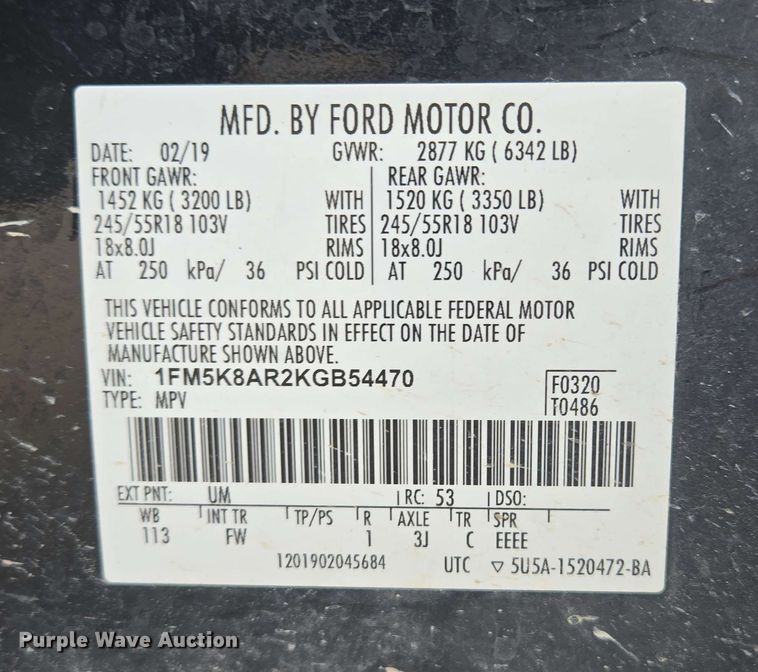 MFD. BY FORD MOTOR CO.
DATE: 02/19 GVWR: 2877 KG ( 6342 LB)
FRONT GAWR: REAR GAWR:
1452 KG ( 3200 LB) WITH 1520 KG ( 3350 LB) WITH
245/55R18 103V TIRES 245/55R18 103V TIRES
18x8.0J RIMS 18x8.0J RIMS
AT 250 kPa/ 36 PSI COLD AT 250 kPa/ 36 PSI COLD
THIS VEHICLE CONFORMS TO ALL APPLICABLE FEDERAL MOTOR
VEHICLE SAFETY STANDARDS IN EFFECT ON THE DATE OF
MANUFACTURE SHOWN ABOVE.
VIN: 1FM5K8AR2KGB54470 F0320
TYPE: MPV T0486
EXT PNT: UM RC: 53 DSO:
WB INT TR TP/PS R AXLE TR SPR
113 FW 1 3J C EEEE
1201902045684 UTC ▽ 5U5A-1520472-BA
Purple Wave Auction